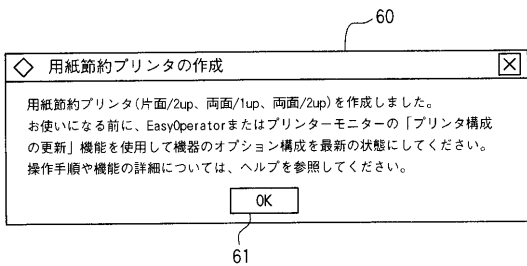 60
用紙節約プリンタの作成
用紙節約プリンタ(片面/2up、両面/1up、両面/2up)を作成しました。
お使いになる前に、EasyOperatorまたはプリンターモニターの「プリンタ構成
の更新」機能を使用して機器のオプション構成を最新の状態にしてください。
操作手順や機能の詳細については、ヘルプを参照してください。
OK
61